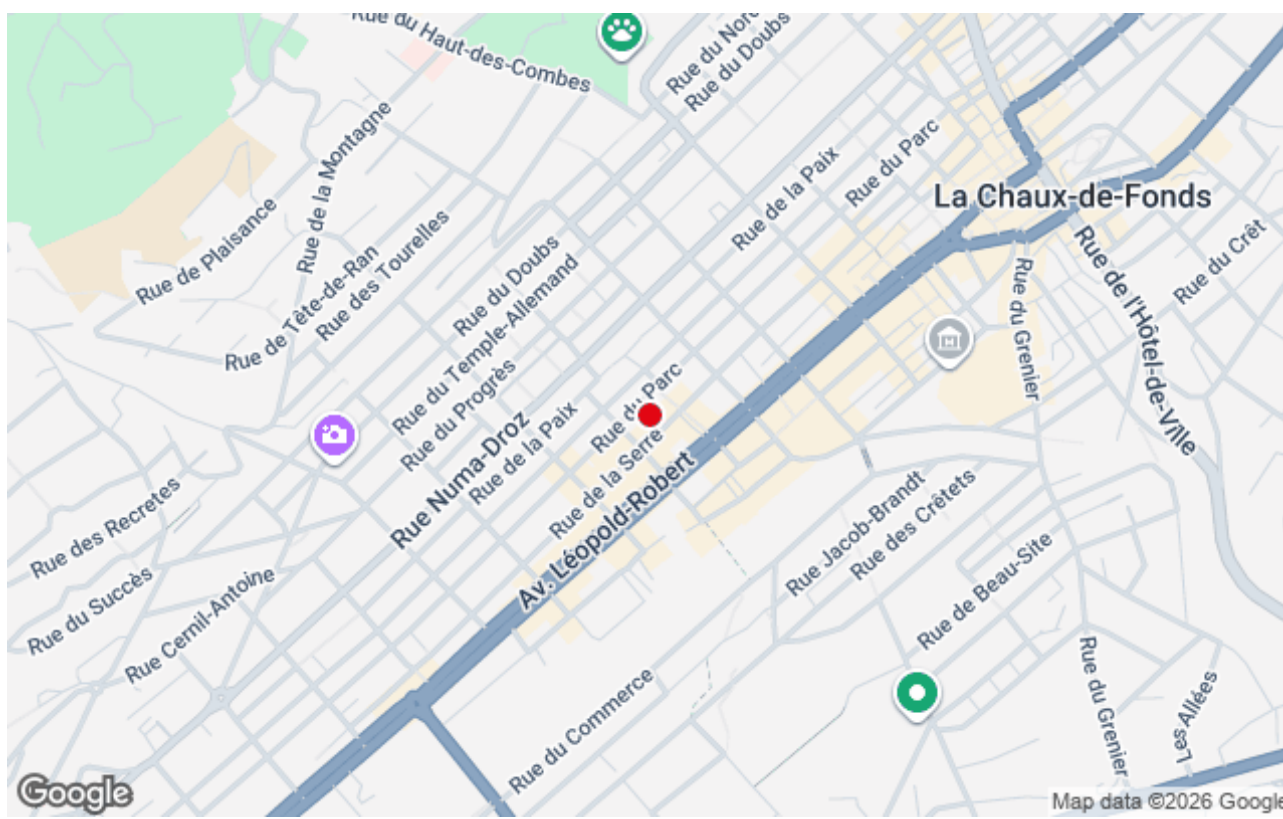 Rue du Haut-des-Combes
Rue du Nord
Rue du Doubs
Rue de la Montagne
Rue du Parc
Rue de la Paix
La Chaux-de-Fonds
Rue de Plaisance
Rue des Tourelles
Rue de Tête-de-Ran
Rue du Doubs
Rue du Temple-Allemand
Rue du Progrès
Rue du Crêt
Rue de l'Hôtel-de-Ville
Rue du Grenier
Rue du Parc
Rue de la Paix
Rue Numa-Droz
Rue de la Serre
Av. Léopold-Robert
Rue des Recretes
Rue du Succès
Rue Cernil-Antoine
Rue Jacob-Brandt
Rue des Crêtets
Rue de Beau-Site
Rue du Commerce
Rue du Grenier
Les Allées
Google
Map data ©2026 Google